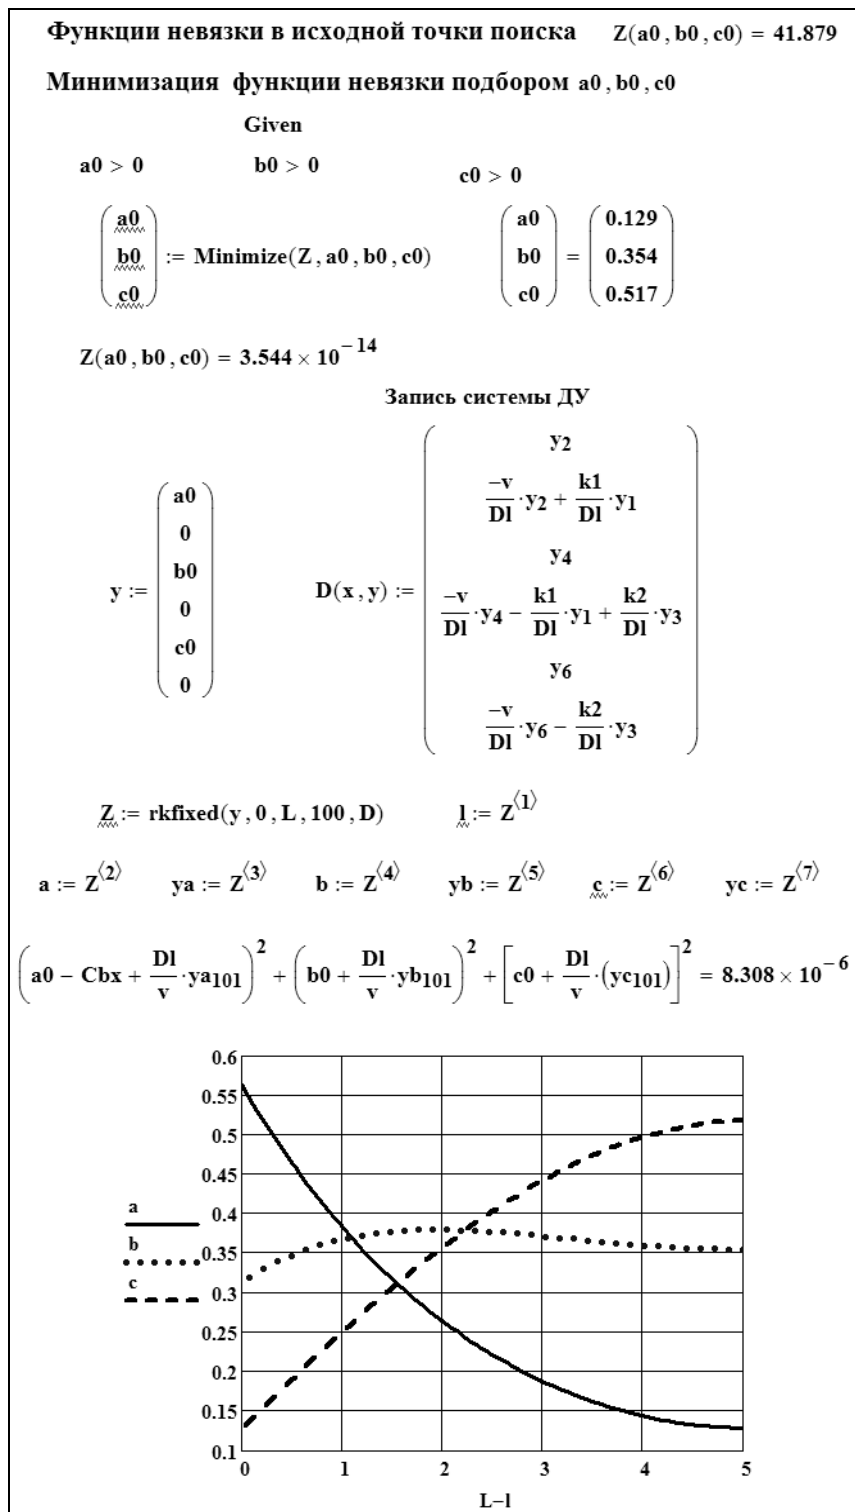 Функции невязки в исходной точки поиска Z(a0 , b0 , c0) = 41.879
Минимизация функции невязки подбором a0 , b0 , c0
Given
a0 > 0 b0 > 0 c0 > 0
(a0 b0 c0) := Minimize(Z , a0 , b0 , c0) (a0 b0 c0) = (0.129 0.354 0.517)
Z(a0 , b0 , c0) = 3.544 × 10^−14
Запись системы ДУ
y := (a0 0 b0 0 c0 0)
D(x , y) := (
y2
−v/Dl · y2 + k1/Dl · y1
y4
−v/Dl · y4 − k1/Dl · y1 + k2/Dl · y3
y6
−v/Dl · y6 − k2/Dl · y3
)
Z := rkfixed(y , 0 , L , 100 , D) l := Z^⟨1⟩
a := Z^⟨2⟩ ya := Z^⟨3⟩ b := Z^⟨4⟩ yb := Z^⟨5⟩ c := Z^⟨6⟩ yc := Z^⟨7⟩
(a0 − Cbx + Dl/v · ya101)^2 + (b0 + Dl/v · yb101)^2 + [c0 + Dl/v · (yc101)]^2 = 8.308 × 10^−6
0.6
0.55
0.5
0.45
0.4
0.35
0.3
0.25
0.2
0.15
0.1
a
b
c
0 1 2 3 4 5
L−l